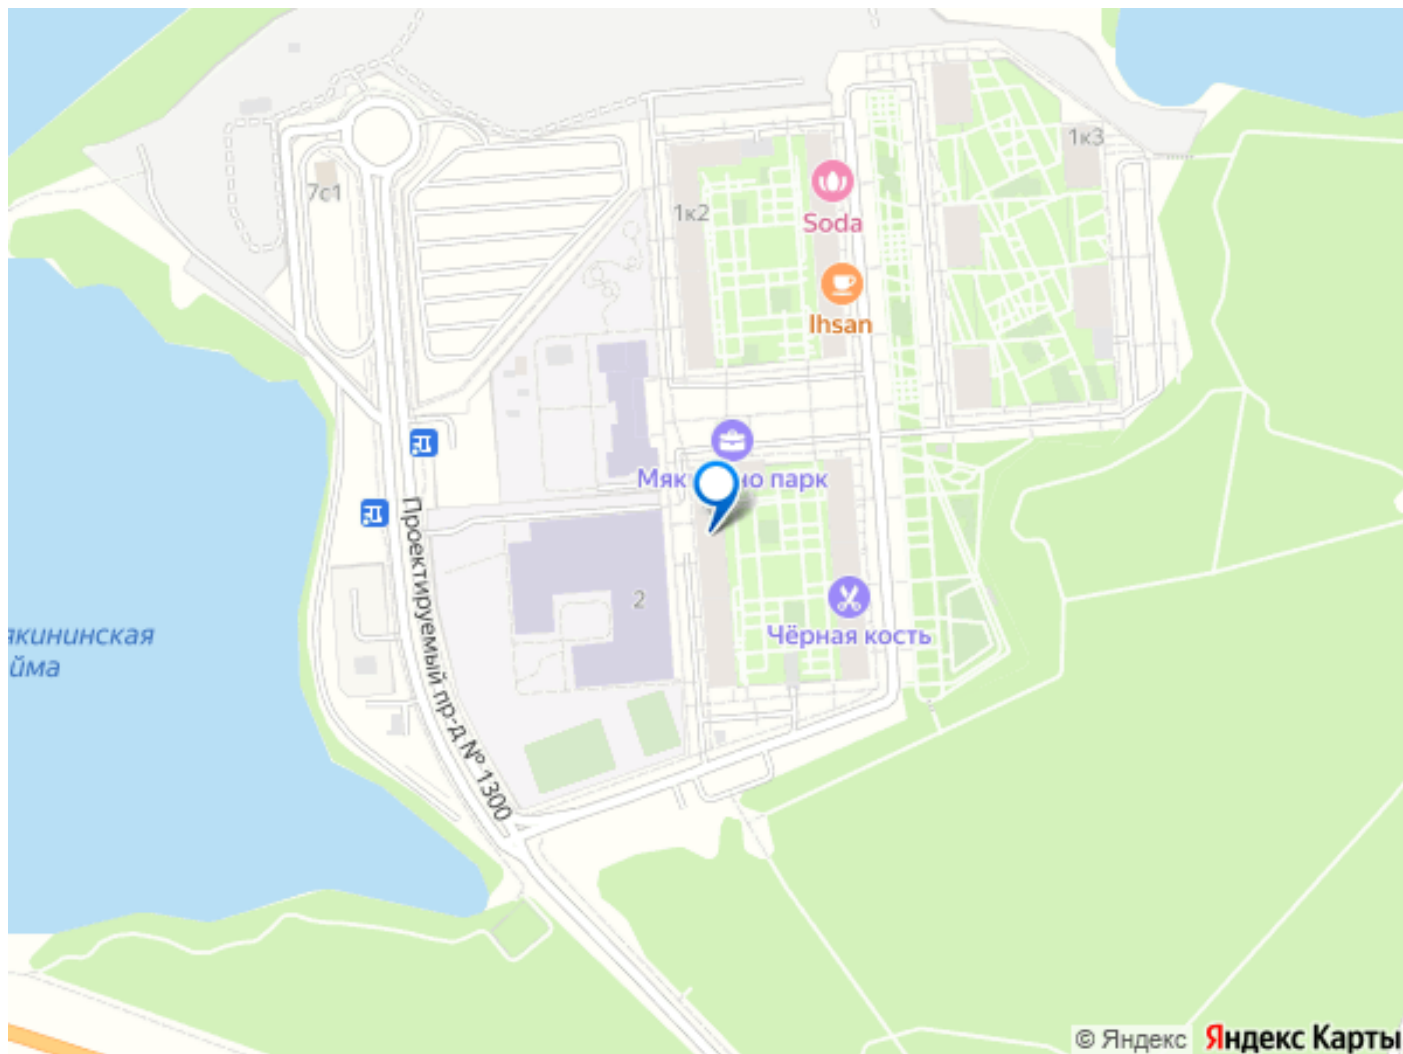 1к3
7с1
1к2
Soda
Ihsan
Мяк но парк
Проектируемый пр-д № 1300
2
Чёрная кость
якининская
йма
© Яндекс Яндекс Карты